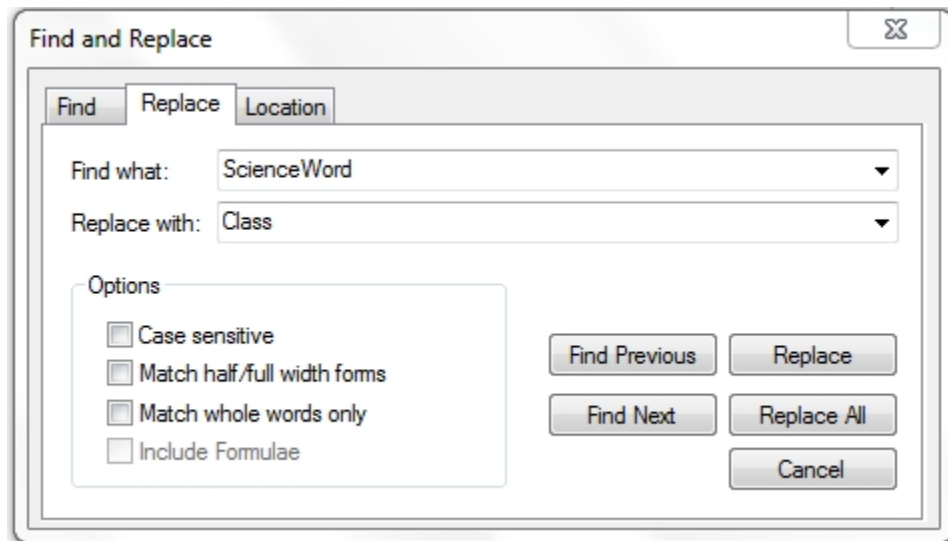 Find and Replace
Find Replace Location
Find what: ScienceWord
Replace with: Class
Options
Case sensitive
Match half/full width forms
Match whole words only
Include Formulae
Find Previous Replace
Find Next Replace All
Cancel